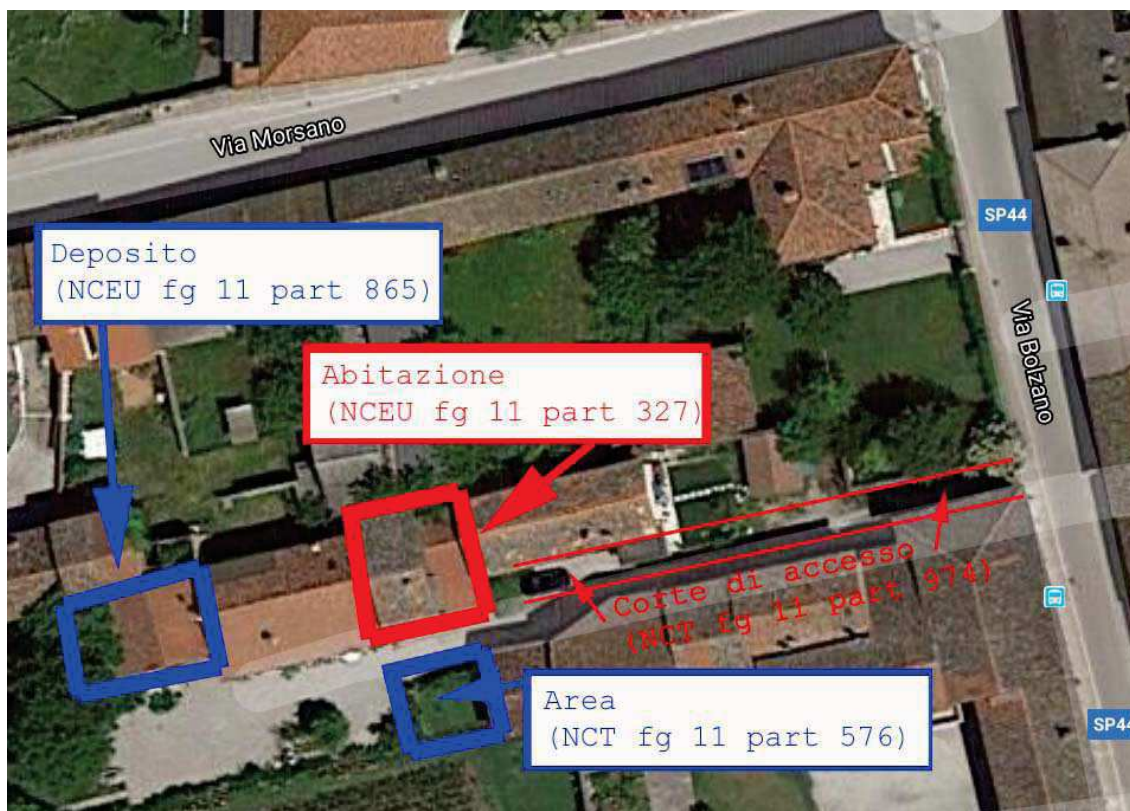 Via Morsano
SP44
Deposito
(NCEU fg 11 part 865)
Via Bolzano
Abitazione
(NCEU fg 11 part 327)
Corte di accesso
(NCT fg 11 part 974)
Area
(NCT fg 11 part 576)
SP44